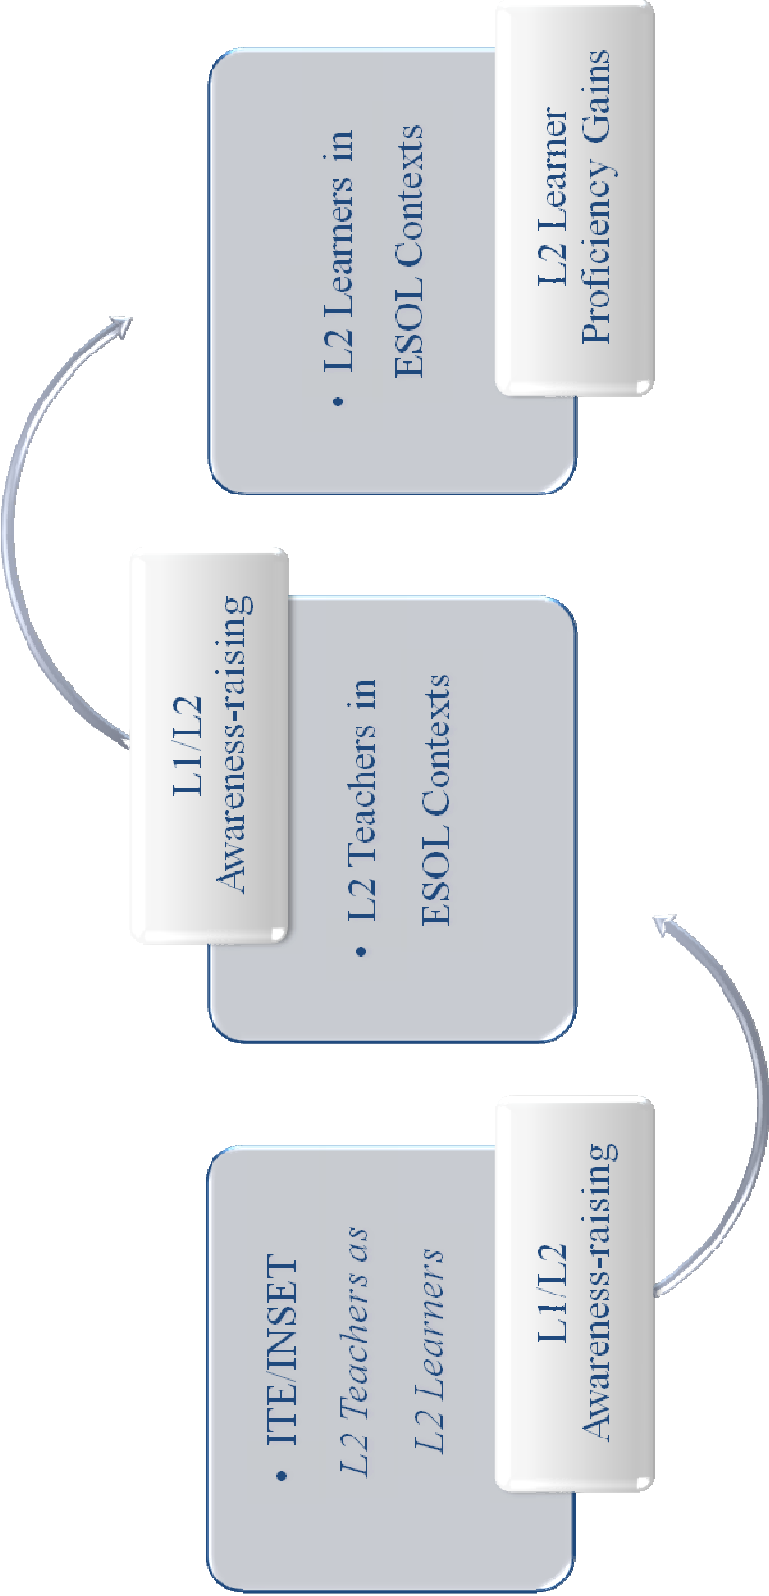 • ITE/INSET
L2 Teachers as
L2 Learners
L1/L2
Awareness-raising
L1/L2
Awareness-raising
• L2 Teachers in
ESOL Contexts
• L2 Learners in
ESOL Contexts
L2 Learner
Proficiency Gains